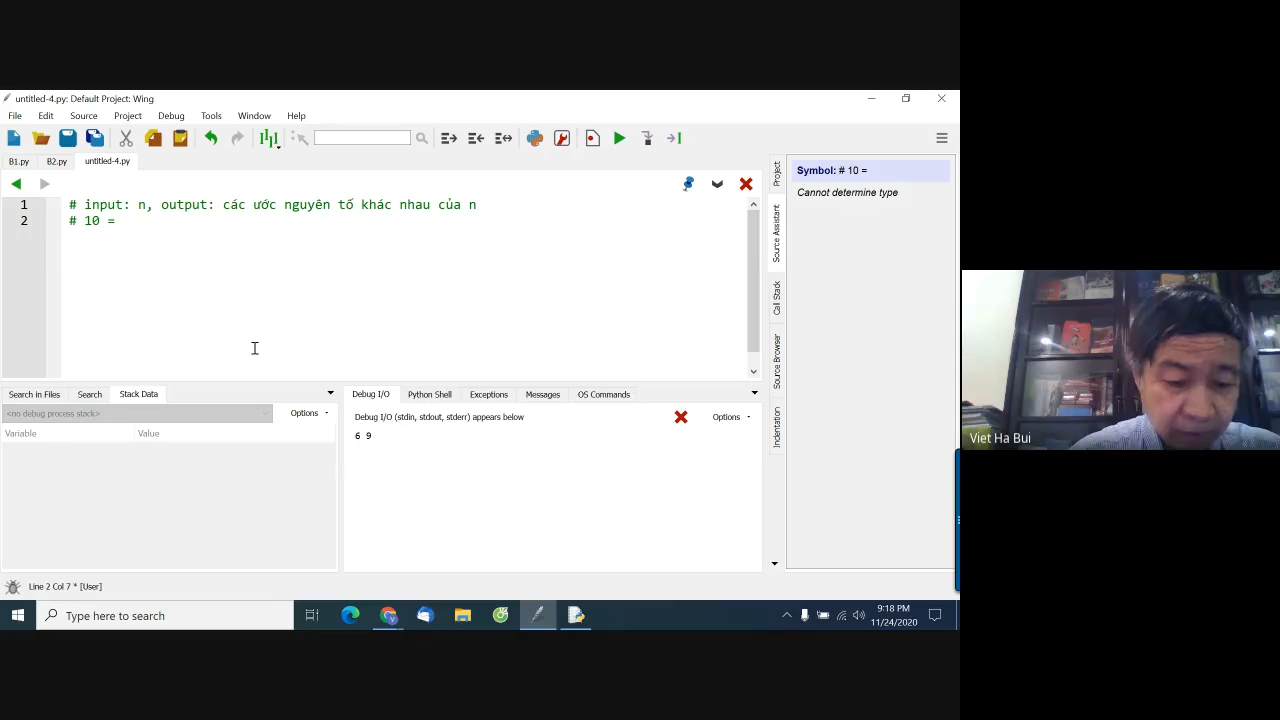 untitled-4.py: Default Project: Wing
File Edit Source Project Debug Tools Window Help
B1.py B2.py untitled-4.py
1 # input: n, output: các ước nguyên tố khác nhau của n
2 # 10 =
Project
Source Assistant
Call Stack
Source Browser
Indentation
Symbol: # 10 =
Cannot determine type
Search in Files Search Stack Data
<no debug process stack> Options
Variable Value
Debug I/O Python Shell Exceptions Messages OS Commands
Debug I/O (stdin, stdout, stderr) appears below Options
6 9
Line 2 Col 7 * [User]
Type here to search
9:18 PM
11/24/2020
Viet Ha Bui